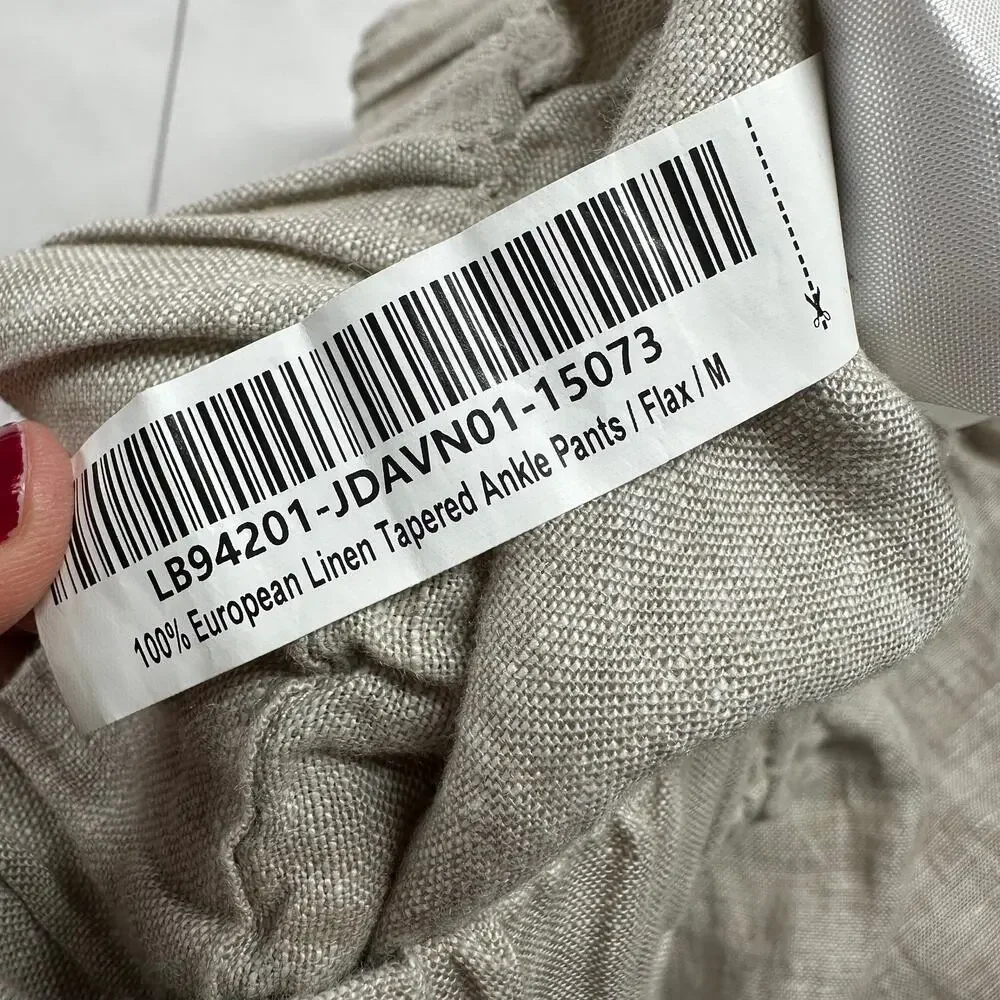 LB94201-JDAVN01-15073
100% European Linen Tapered Ankle Pants / Flax / M